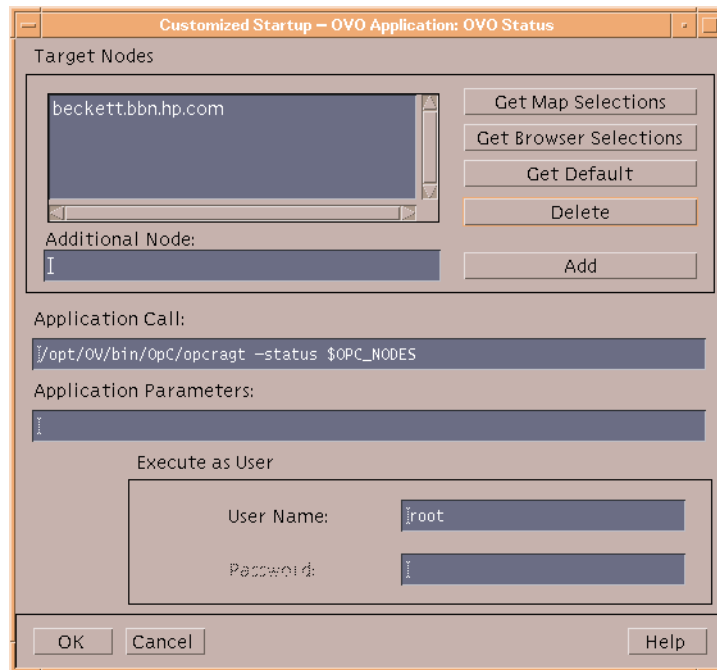 Customized Startup – OVO Application: OVO Status
Target Nodes
beckett.bbn.hp.com
Get Map Selections
Get Browser Selections
Get Default
Delete
Additional Node:
Add
Application Call:
/opt/OV/bin/OpC/opcragt –status $OPC_NODES
Application Parameters:
Execute as User
User Name:
root
Password:
OK
Cancel
Help